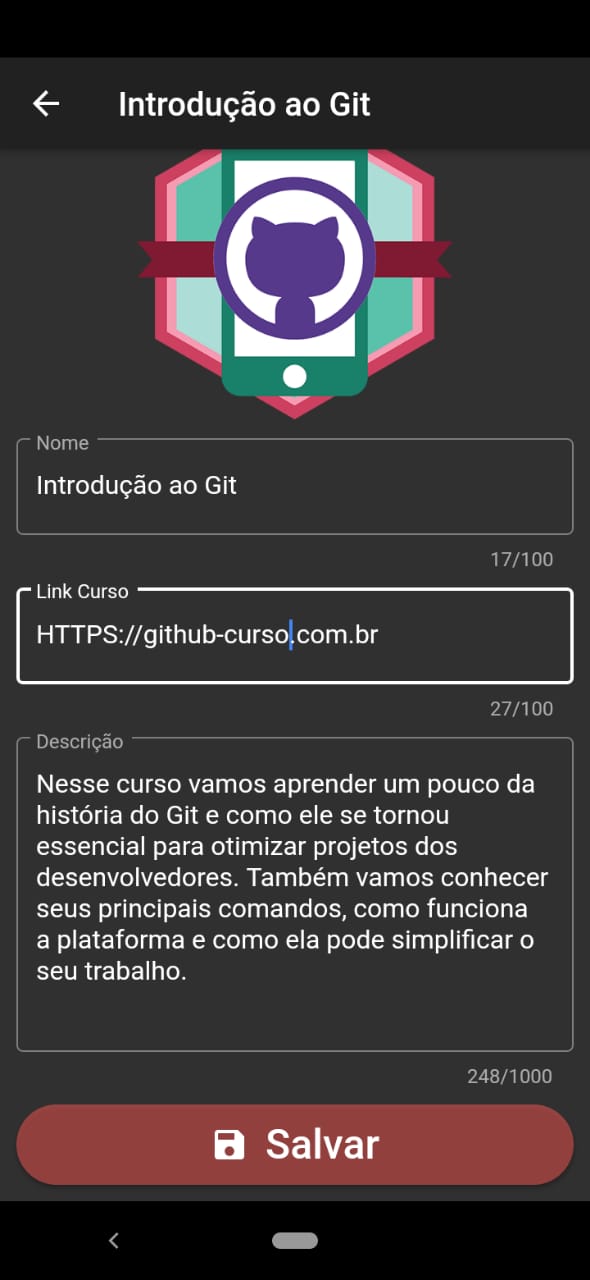 Introdução ao Git
Nome
Introdução ao Git
17/100
Link Curso
HTTPS://github-curso.com.br
27/100
Descrição
Nesse curso vamos aprender um pouco da
história do Git e como ele se tornou
essencial para otimizar projetos dos
desenvolvedores. Também vamos conhecer
seus principais comandos, como funciona
a plataforma e como ela pode simplificar o
seu trabalho.
248/1000
Salvar